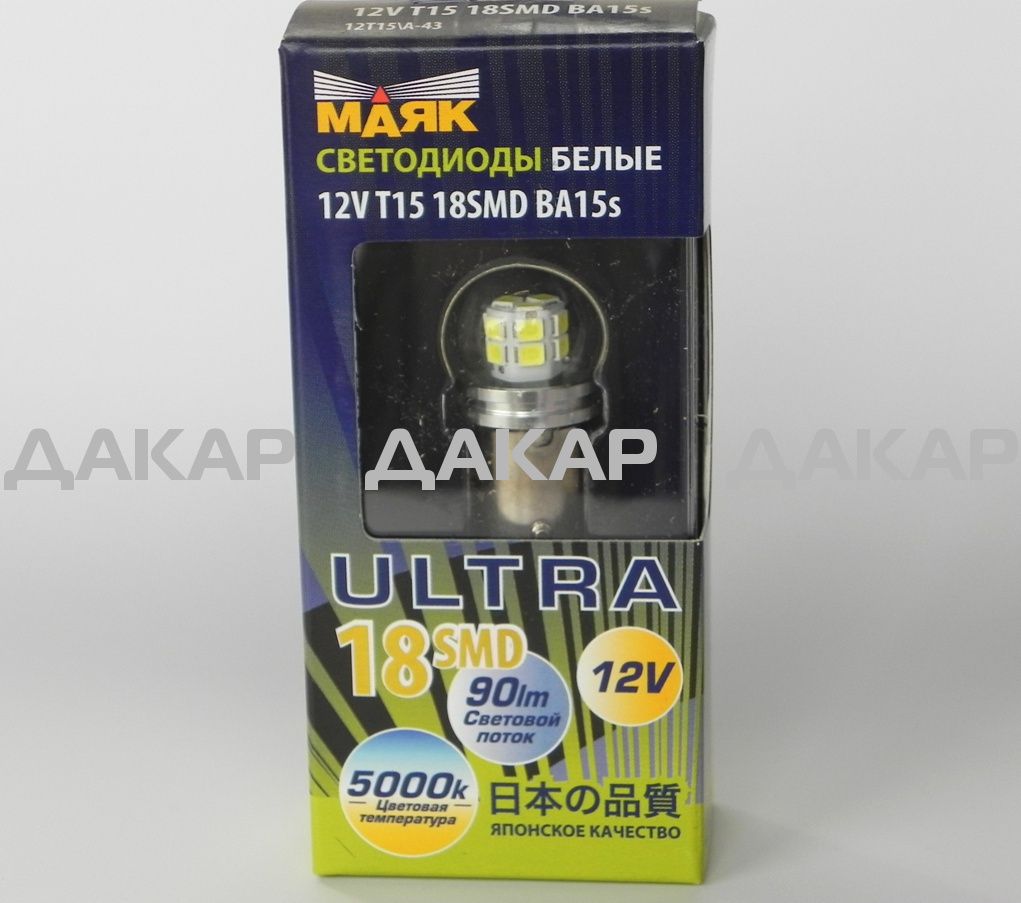 12V T15 18SMD BA15s
12T15\A-43
МАЯК
СВЕТОДИОДЫ БЕЛЫЕ
12V T15 18SMD BA15s
ДАКАР ДАКАР ДАКАР
ULTRA
18SMD
12V
90lm
Световой
поток
5000k
Цветовая
температура
日本の品質
ЯПОНСКОЕ КАЧЕСТВО